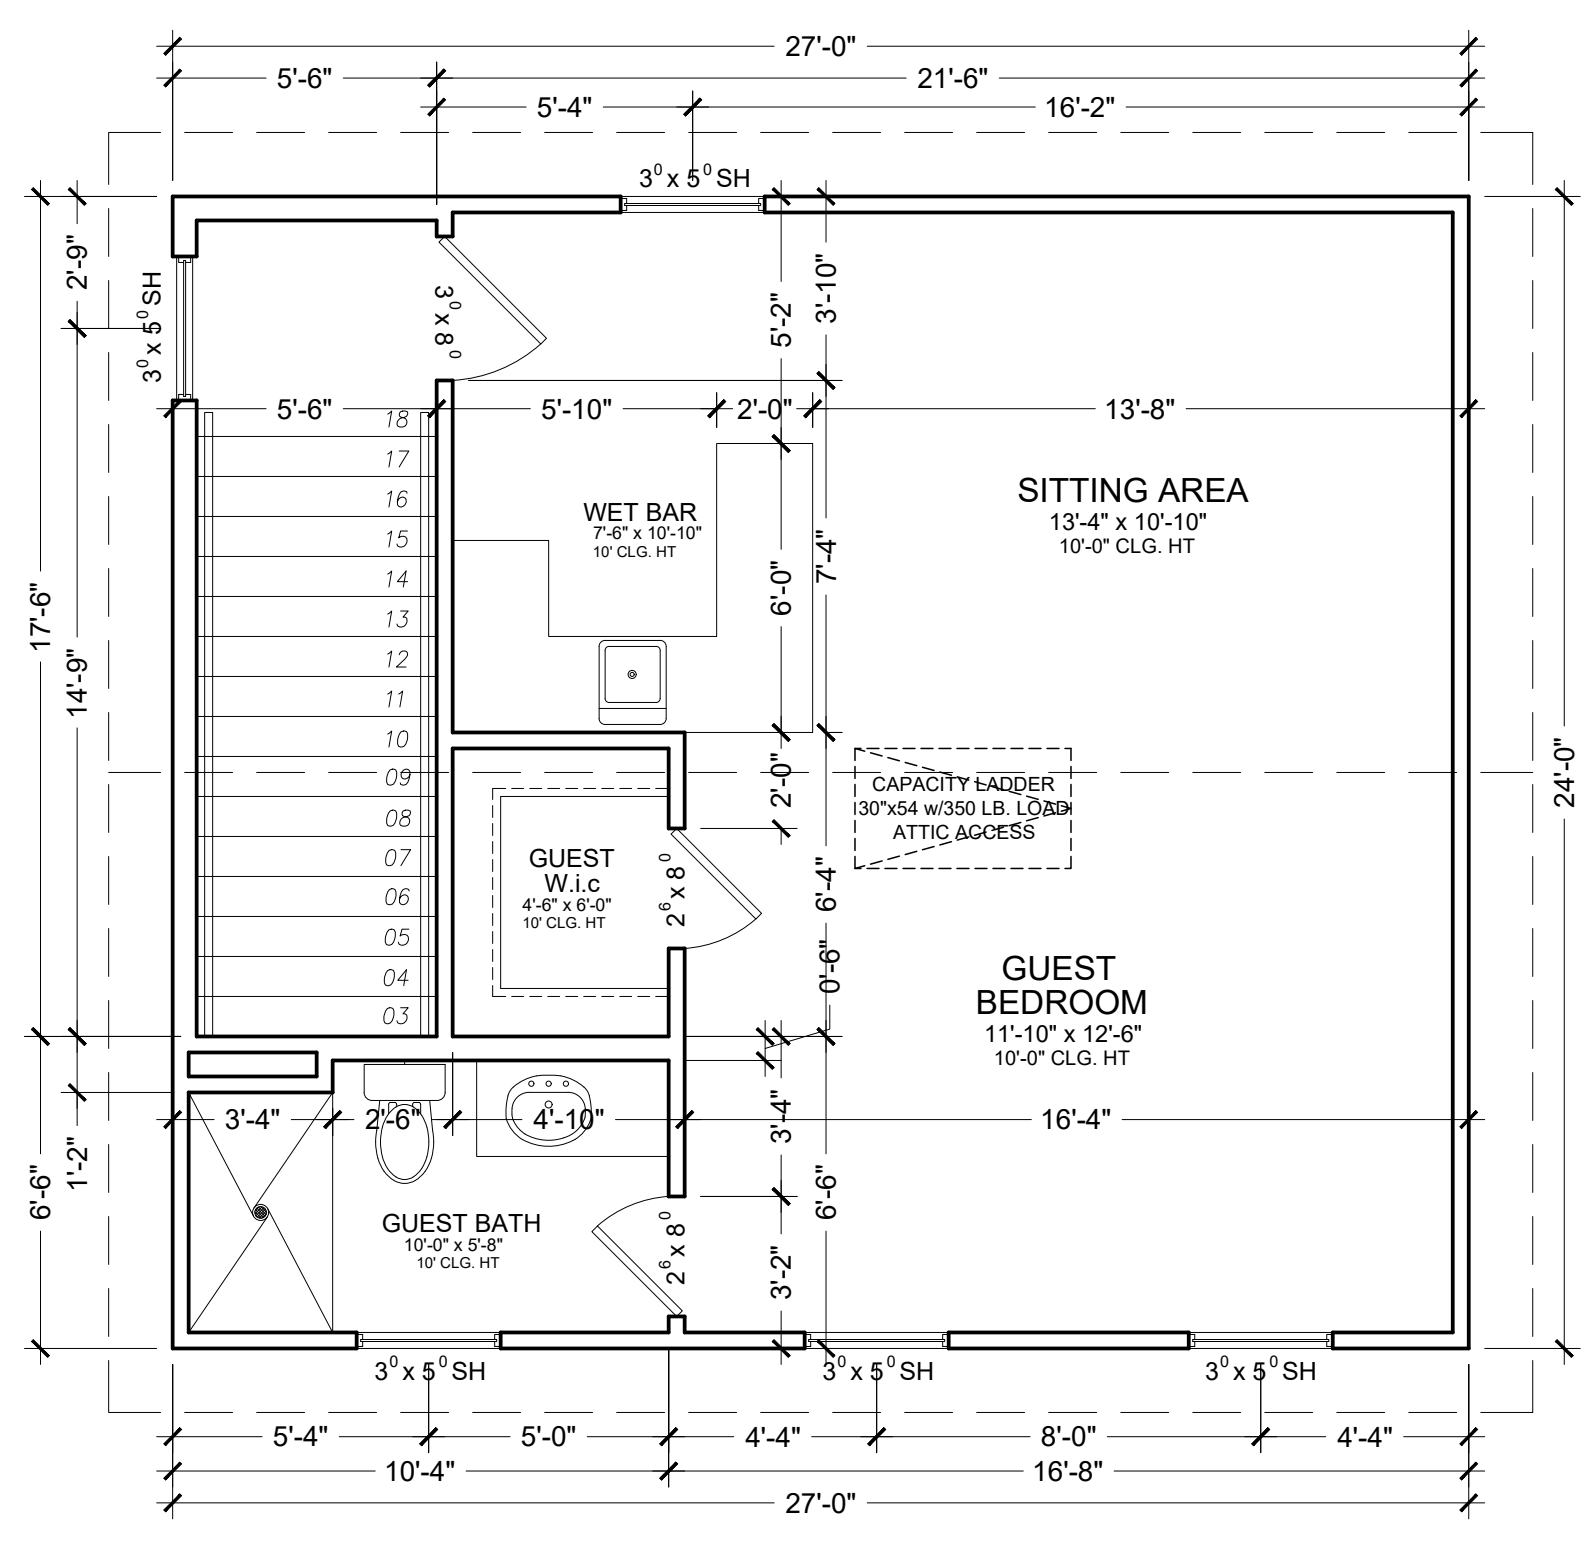 27'-0"
5'-6"
21'-6"
5'-4"
16'-2"
3⁰ x 5⁰ SH
2'-9"
3⁰ x 5⁰ SH
3⁰ x 8⁰
5'-2"
3'-10"
5'-6"
5'-10"
2'-0"
13'-8"
18
17
16
15
14
13
12
11
10
09
08
07
06
05
04
03
WET BAR
7'-6" x 10'-10"
10' CLG. HT
SITTING AREA
13'-4" x 10'-10"
10'-0" CLG. HT
6'-0"
7'-4"
17'-6"
14'-9"
24'-0"
2'-0"
CAPACITY LADDER
30"x54 w/350 LB. LOAD
ATTIC ACCESS
GUEST
W.i.c
4'-6" x 6'-0"
10' CLG. HT
2⁶ x 8⁰
6'-4"
0'-6"
GUEST
BEDROOM
11'-10" x 12'-6"
10'-0" CLG. HT
3'-4"
2'-6"
4'-10"
3'-4"
16'-4"
1'-2"
6'-6"
6'-6"
GUEST BATH
10'-0" x 5'-8"
10' CLG. HT
2⁶ x 8⁰
3'-2"
3⁰ x 5⁰ SH
3⁰ x 5⁰ SH
3⁰ x 5⁰ SH
5'-4"
5'-0"
4'-4"
8'-0"
4'-4"
10'-4"
16'-8"
27'-0"